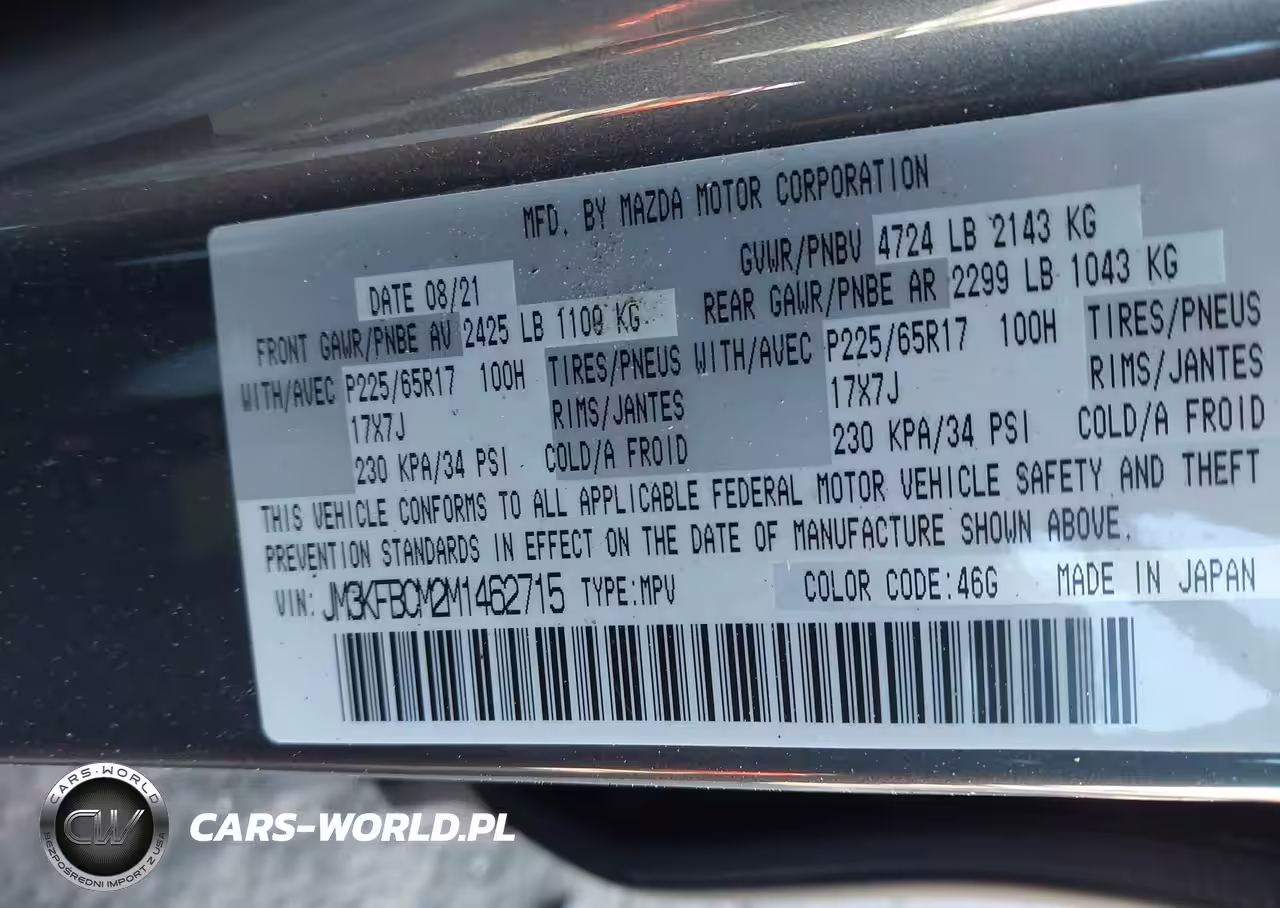 MFD. BY MAZDA MOTOR CORPORATION
DATE 08/21 GVWR/PNBV 4724 LB 2143 KG
FRONT GAWR/PNBE AV 2425 LB 1100 KG REAR GAWR/PNBE AR 2299 LB 1043 KG
WITH/AVEC P225/65R17 100H TIRES/PNEUS WITH/AVEC P225/65R17 100H TIRES/PNEUS
17X7J RIMS/JANTES 17X7J RIMS/JANTES
230 KPA/34 PSI COLD/A FROID 230 KPA/34 PSI COLD/A FROID
THIS VEHICLE CONFORMS TO ALL APPLICABLE FEDERAL MOTOR VEHICLE SAFETY AND THEFT
PREVENTION STANDARDS IN EFFECT ON THE DATE OF MANUFACTURE SHOWN ABOVE.
VIN: JM3KFBCM2M1462715 TYPE:MPV COLOR CODE:46G MADE IN JAPAN
CARS-WORLD
CW
BEZPOŚREDNI IMPORT Z USA
CARS-WORLD.PL